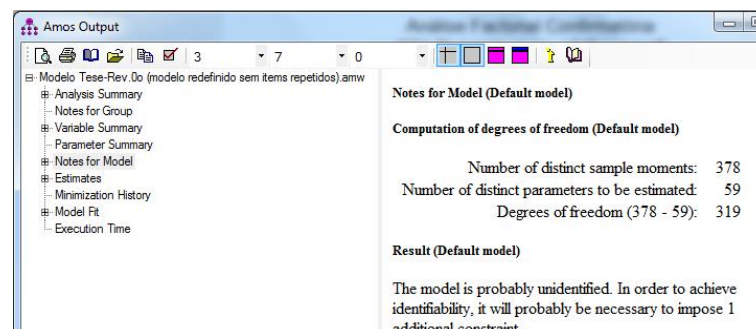 Amos Output
Análise Fatorial Confirmatória
3 7 0
Modelo Tese-Rev.0o (modelo redefinido sem items repetidos).amw
Analysis Summary
Notes for Group
Variable Summary
Parameter Summary
Notes for Model
Estimates
Minimization History
Model Fit
Execution Time
Notes for Model (Default model)
Computation of degrees of freedom (Default model)
Number of distinct sample moments: 378
Number of distinct parameters to be estimated: 59
Degrees of freedom (378 - 59): 319
Result (Default model)
The model is probably unidentified. In order to achieve
identifiability, it will probably be necessary to impose 1
additional constraint.